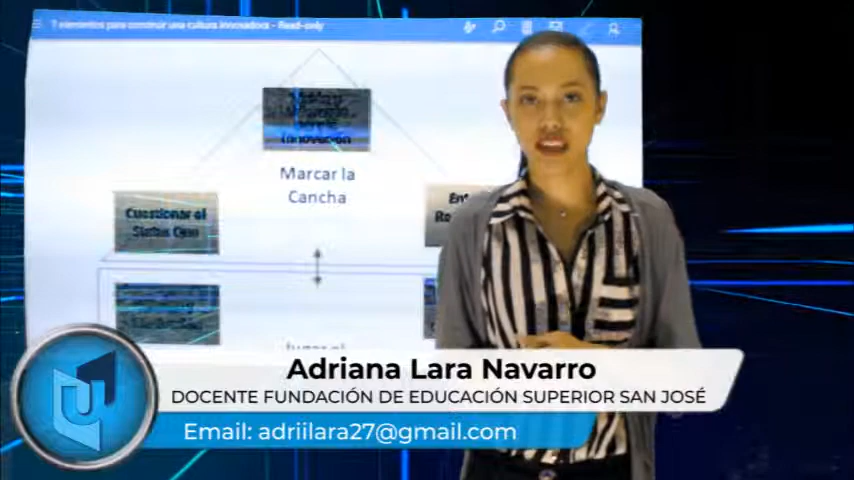 7 elementos para construir una cultura innovadora - Read-only
Innovación
Marcar la
Cancha
Cuestionar el
Status Quo
Adriana Lara Navarro
DOCENTE FUNDACIÓN DE EDUCACIÓN SUPERIOR SAN JOSÉ
Email: adriilara27@gmail.com